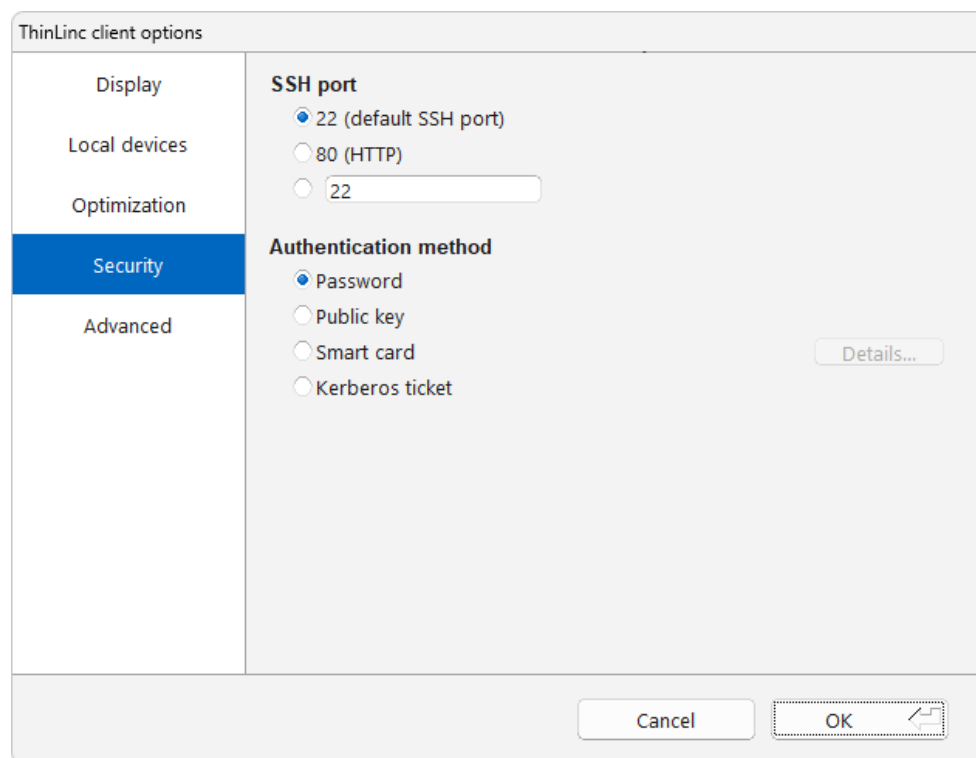 ThinLinc client options
Display
Local devices
Optimization
Security
Advanced
SSH port
22 (default SSH port)
80 (HTTP)
22
Authentication method
Password
Public key
Smart card
Details...
Kerberos ticket
Cancel
OK